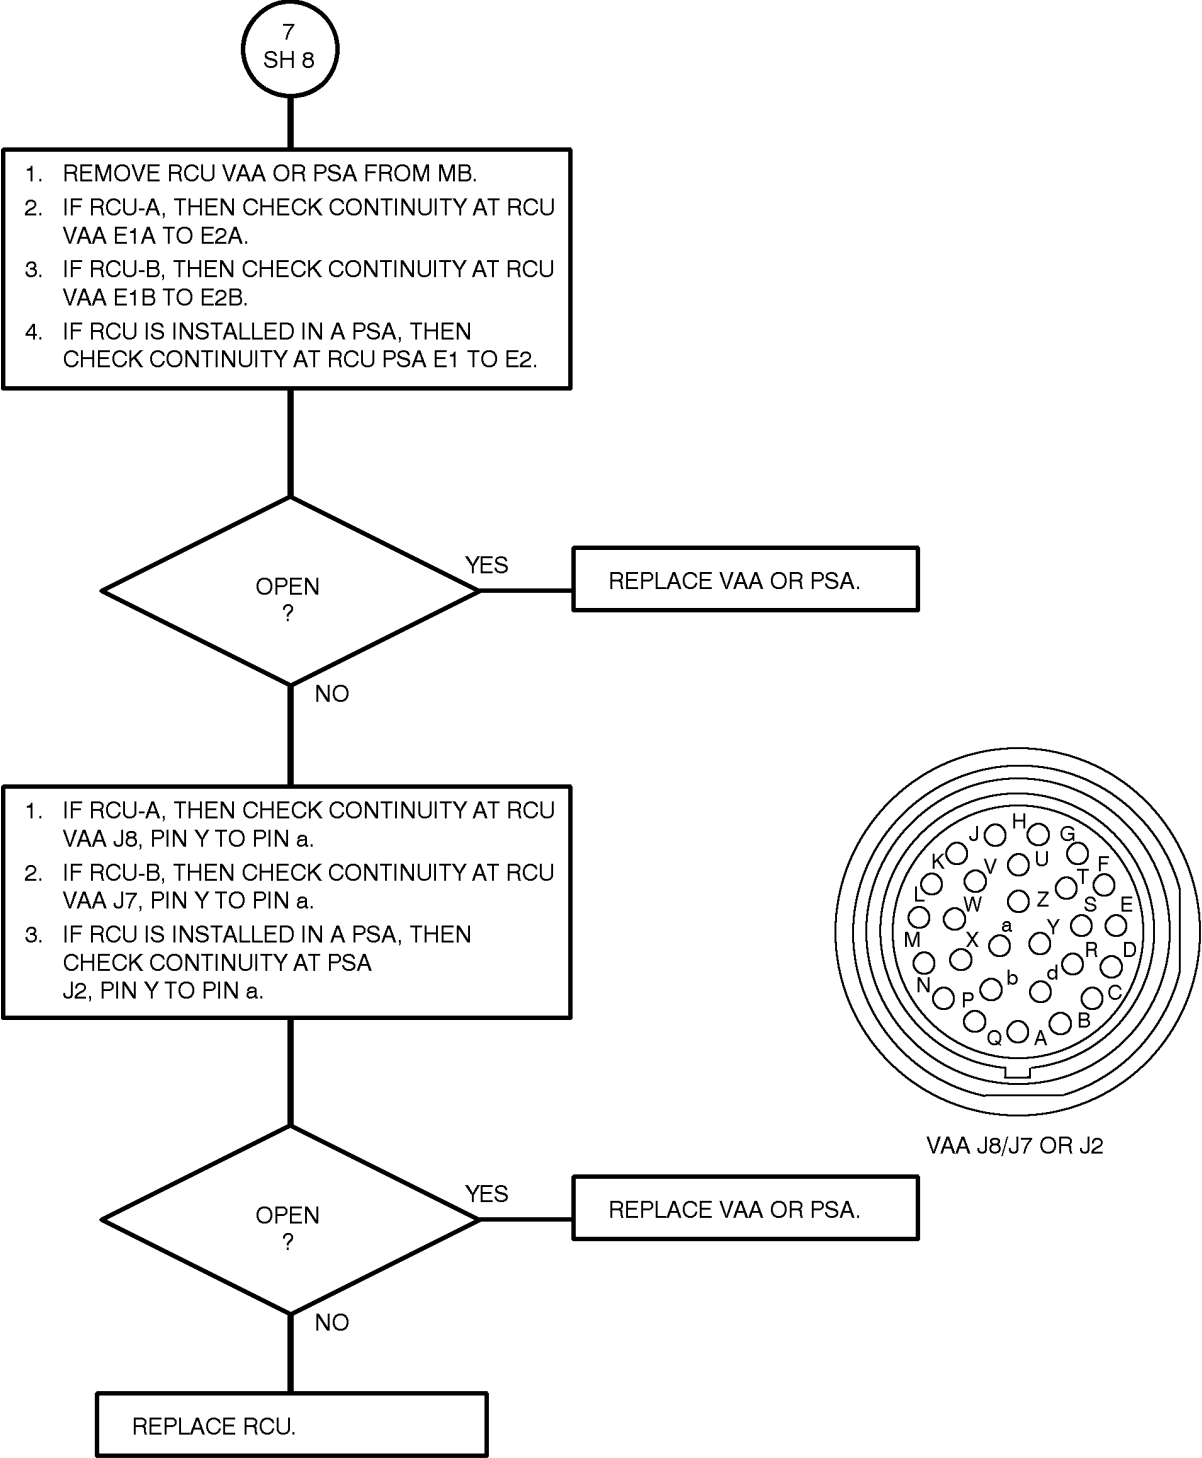 7
SH 8
1. REMOVE RCU VAA OR PSA FROM MB.
2. IF RCU-A, THEN CHECK CONTINUITY AT RCU
VAA E1A TO E2A.
3. IF RCU-B, THEN CHECK CONTINUITY AT RCU
VAA E1B TO E2B.
4. IF RCU IS INSTALLED IN A PSA, THEN
CHECK CONTINUITY AT RCU PSA E1 TO E2.
OPEN
?
YES
REPLACE VAA OR PSA.
NO
1. IF RCU-A, THEN CHECK CONTINUITY AT RCU
VAA J8, PIN Y TO PIN a.
2. IF RCU-B, THEN CHECK CONTINUITY AT RCU
VAA J7, PIN Y TO PIN a.
3. IF RCU IS INSTALLED IN A PSA, THEN
CHECK CONTINUITY AT PSA
J2, PIN Y TO PIN a.
J H G
K V U F
L W Z T
S E
M X a Y R D
N b d C
P B
Q A
VAA J8/J7 OR J2
OPEN
?
YES
REPLACE VAA OR PSA.
NO
REPLACE RCU.